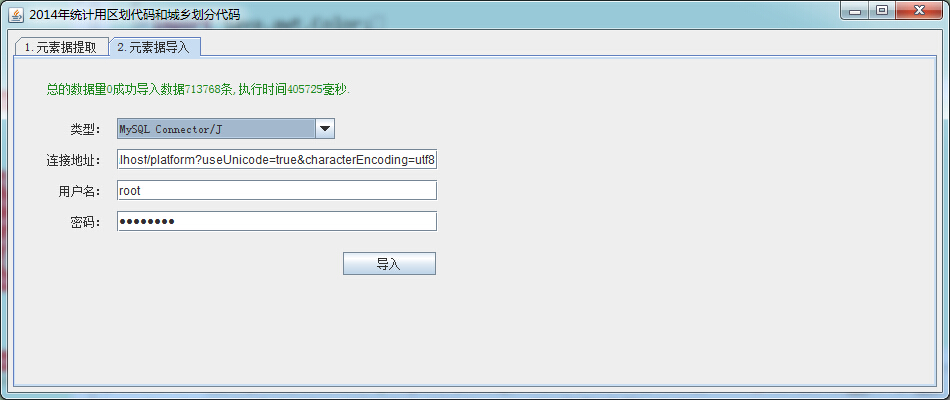 2014年统计用区划代码和城乡划分代码
1.元素据提取
2.元素据导入
总的数据量0成功导入数据713768条,执行时间405725毫秒.
类型：
MySQL Connector/J
连接地址：
lhost/platform?useUnicode=true&characterEncoding=utf8
用户名：
root
密码：
●●●●●●●●
导入